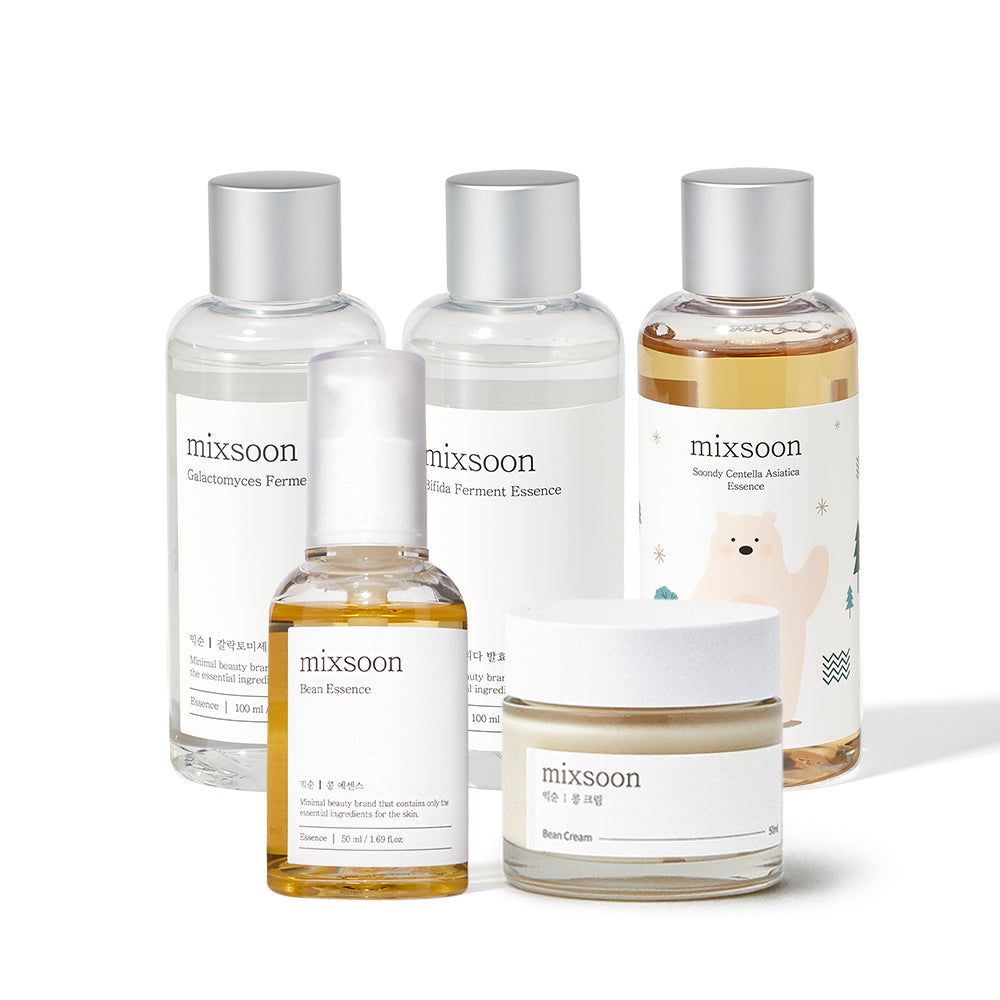 mixsoon
Galactomyces Ferme
믹순 | 갈락토미세
Minimal beauty bran
the essential ingredi
Essence | 100 ml /
mixsoon
Bifida Ferment Essence
다 발효
uty bran
ial ingredi
100 ml
mixsoon
Soondy Centella Asiatica
Essence
mixsoon
Bean Essence
믹순 | 콩 에센스
Minimal beauty brand that contains only the
essential ingredients for the skin.
Essence | 50 ml / 1.69 fl.oz
mixsoon
믹순 | 콩 크림
Bean Cream
50ml